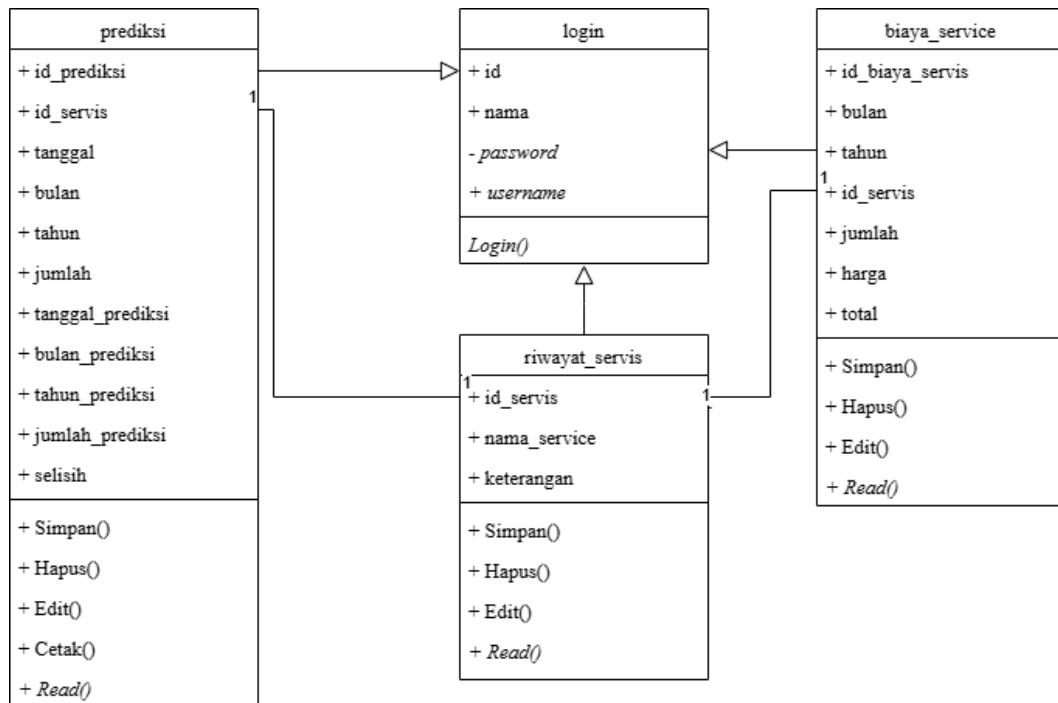 prediksi
+ id_prediksi
+ id_servis
+ tanggal
+ bulan
+ tahun
+ jumlah
+ tanggal_prediksi
+ bulan_prediksi
+ tahun_prediksi
+ jumlah_prediksi
+ selisih
+ Simpan()
+ Hapus()
+ Edit()
+ Cetak()
+ Read()
1
login
+ id
+ nama
- password
+ username
Login()
riwayat_servis
1
+ id_servis
1
+ nama_service
+ keterangan
+ Simpan()
+ Hapus()
+ Edit()
+ Read()
biaya_service
+ id_biaya_servis
+ bulan
+ tahun
1
+ id_servis
+ jumlah
+ harga
+ total
+ Simpan()
+ Hapus()
+ Edit()
+ Read()